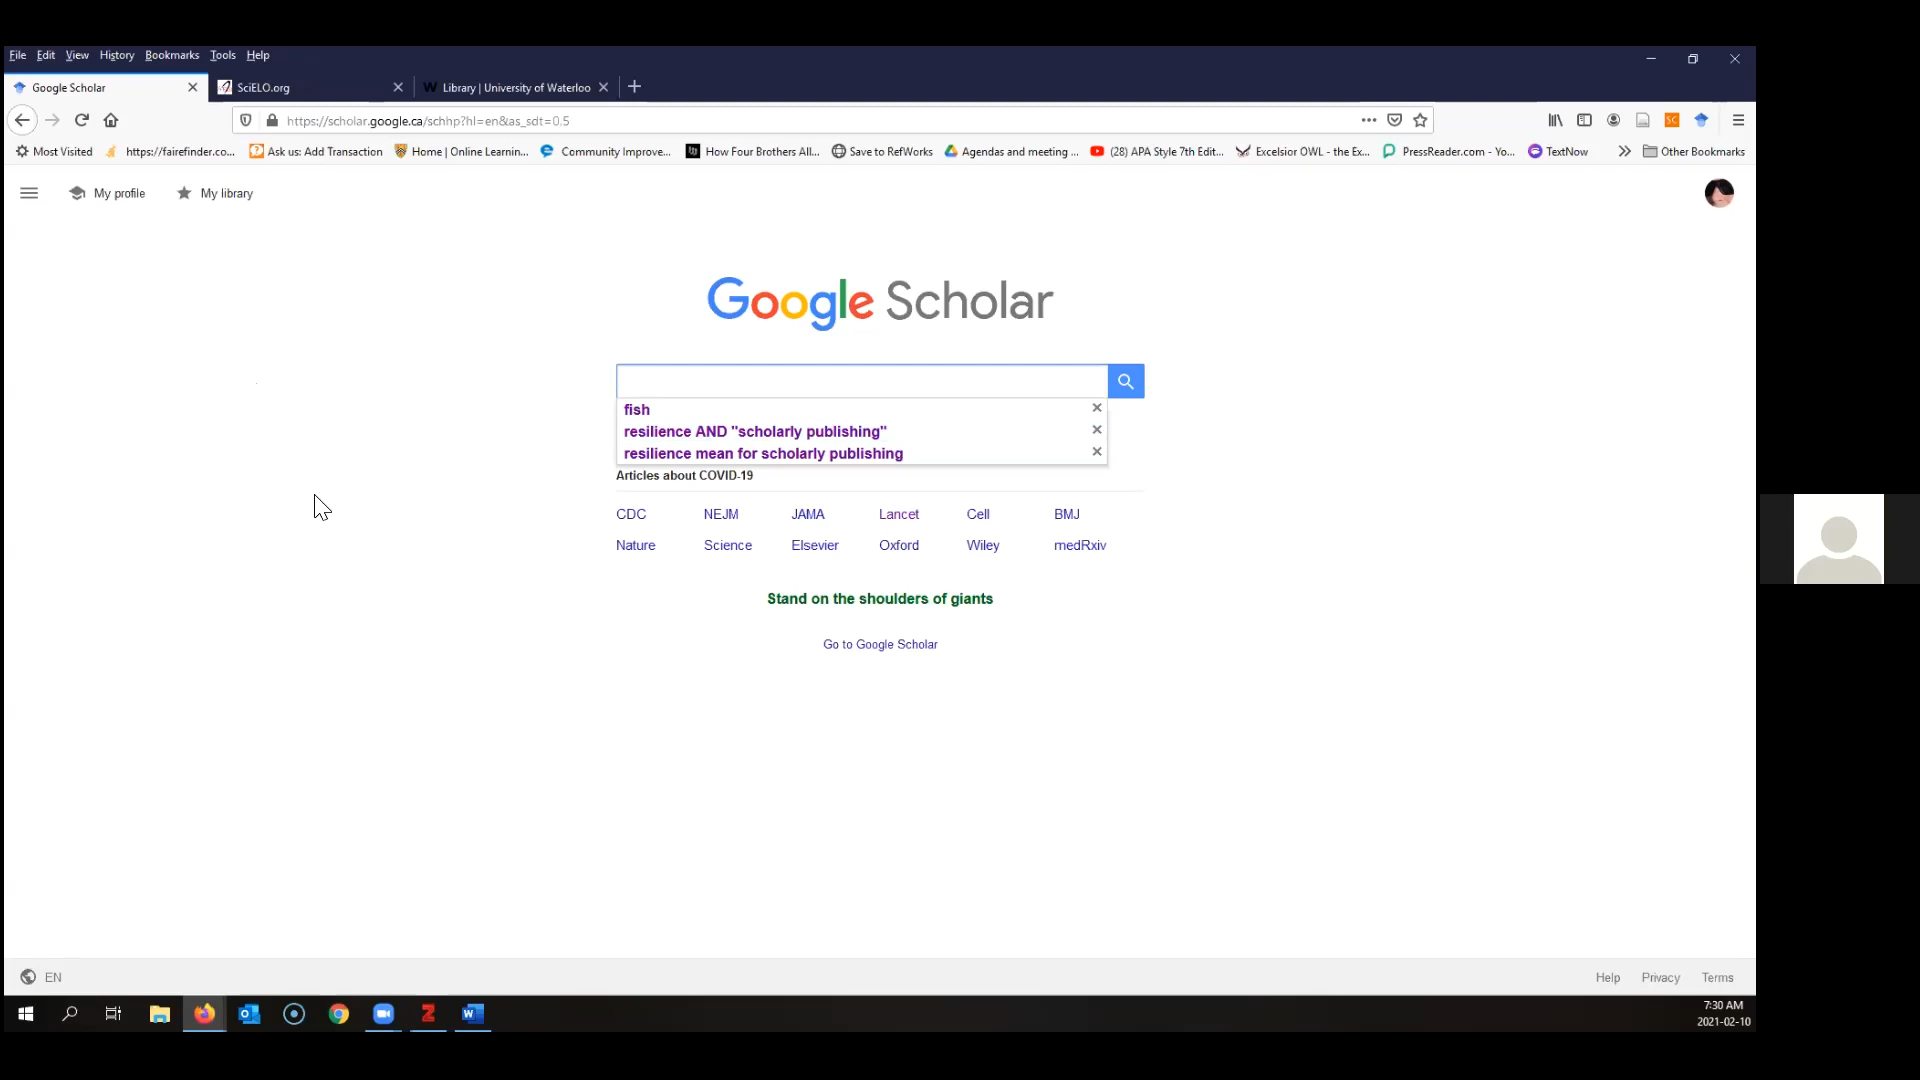 File Edit View History Bookmarks Tools Help
Google Scholar SciELO.org Library | University of Waterloo
https://scholar.google.ca/schhp?hl=en&as_sdt=0.5
Most Visited https://fairefinder.co... Ask us: Add Transaction Home | Online Learnin... Community Improve... How Four Brothers All... Save to RefWorks Agendas and meeting ... (28) APA Style 7th Edit... Excelsior OWL - the Ex... PressReader.com - Yo... TextNow Other Bookmarks
My profile My library
Google Scholar
fish
resilience AND "scholarly publishing"
resilience mean for scholarly publishing
Articles about COVID-19
CDC NEJM JAMA Lancet Cell BMJ
Nature Science Elsevier Oxford Wiley medRxiv
Stand on the shoulders of giants
Go to Google Scholar
EN Help Privacy Terms
7:30 AM
2021-02-10